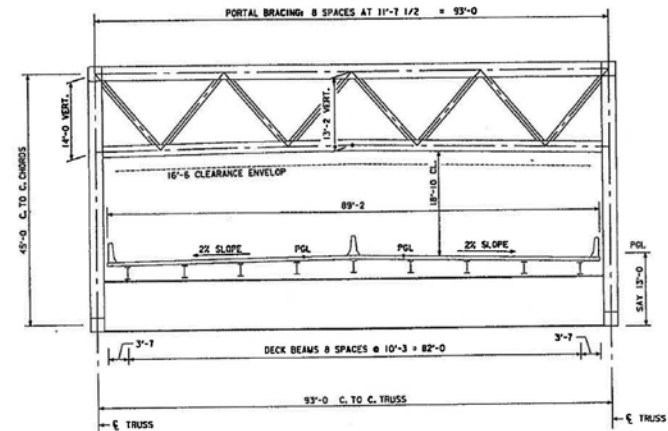 PORTAL BRACING: 8 SPACES AT 11'-7 1/2 = 93'-0
14'-0 VERT.
13'-2 VERT.
16'-6 CLEARANCE ENVELOP
18'-10 CL.
45'-0 C. TO C. CHORDS
89'-2
2% SLOPE
PGL
PGL
2% SLOPE
PGL
SAY 13'-0
3'-7
DECK BEAMS 8 SPACES @ 10'-3 = 82'-0
3'-7
93'-0 C. TO C. TRUSS
℄ TRUSS
℄ TRUSS